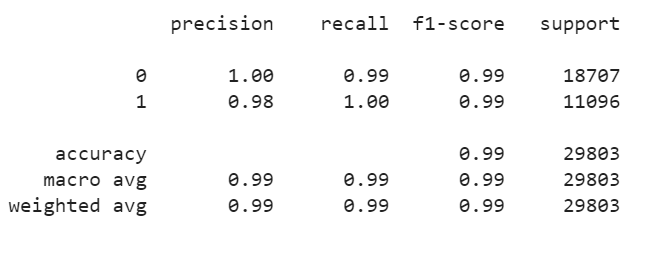 precision recall f1-score support
0 1.00 0.99 0.99 18707
1 0.98 1.00 0.99 11096
accuracy 0.99 29803
macro avg 0.99 0.99 0.99 29803
weighted avg 0.99 0.99 0.99 29803